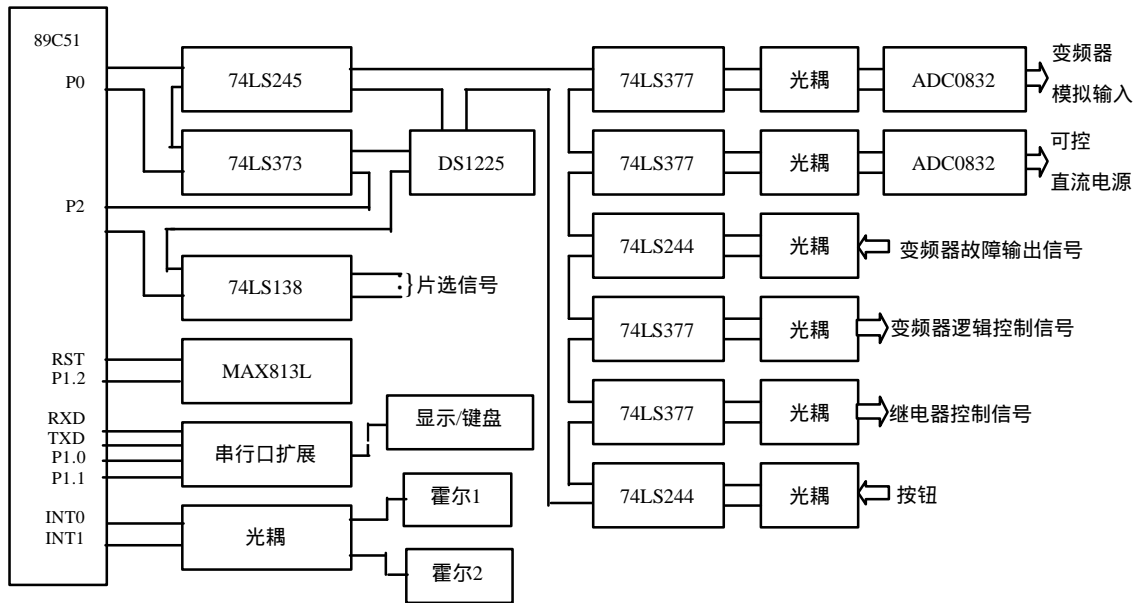 89C51
P0
P2
RST
P1.2
RXD
TXD
P1.0
P1.1
INT0
INT1
74LS245
74LS373
DS1225
74LS138
}片选信号
MAX813L
串行口扩展
显示/键盘
光耦
霍尔1
霍尔2
74LS377
光耦
ADC0832
变频器
模拟输入
74LS377
光耦
ADC0832
可控
直流电源
74LS244
光耦
变频器故障输出信号
74LS377
光耦
变频器逻辑控制信号
74LS377
光耦
继电器控制信号
74LS244
光耦
按钮